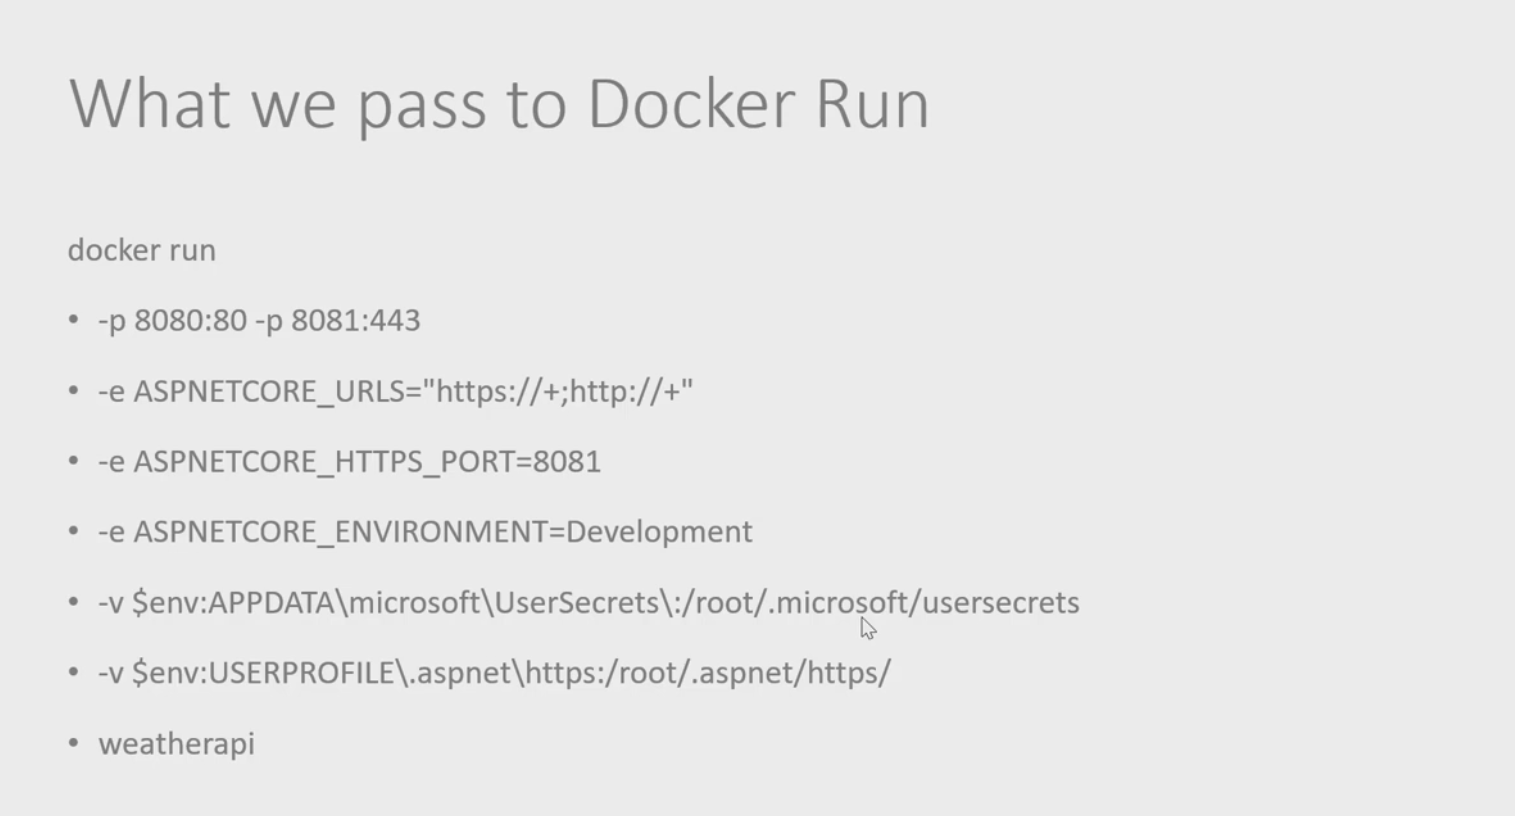 What we pass to Docker Run
docker run
• -p 8080:80 -p 8081:443
• -e ASPNETCORE_URLS="https://+;http://+"
• -e ASPNETCORE_HTTPS_PORT=8081
• -e ASPNETCORE_ENVIRONMENT=Development
• -v $env:APPDATA\microsoft\UserSecrets\:/root/.microsoft/usersecrets
• -v $env:USERPROFILE\.aspnet\https:/root/.aspnet/https/
• weatherapi